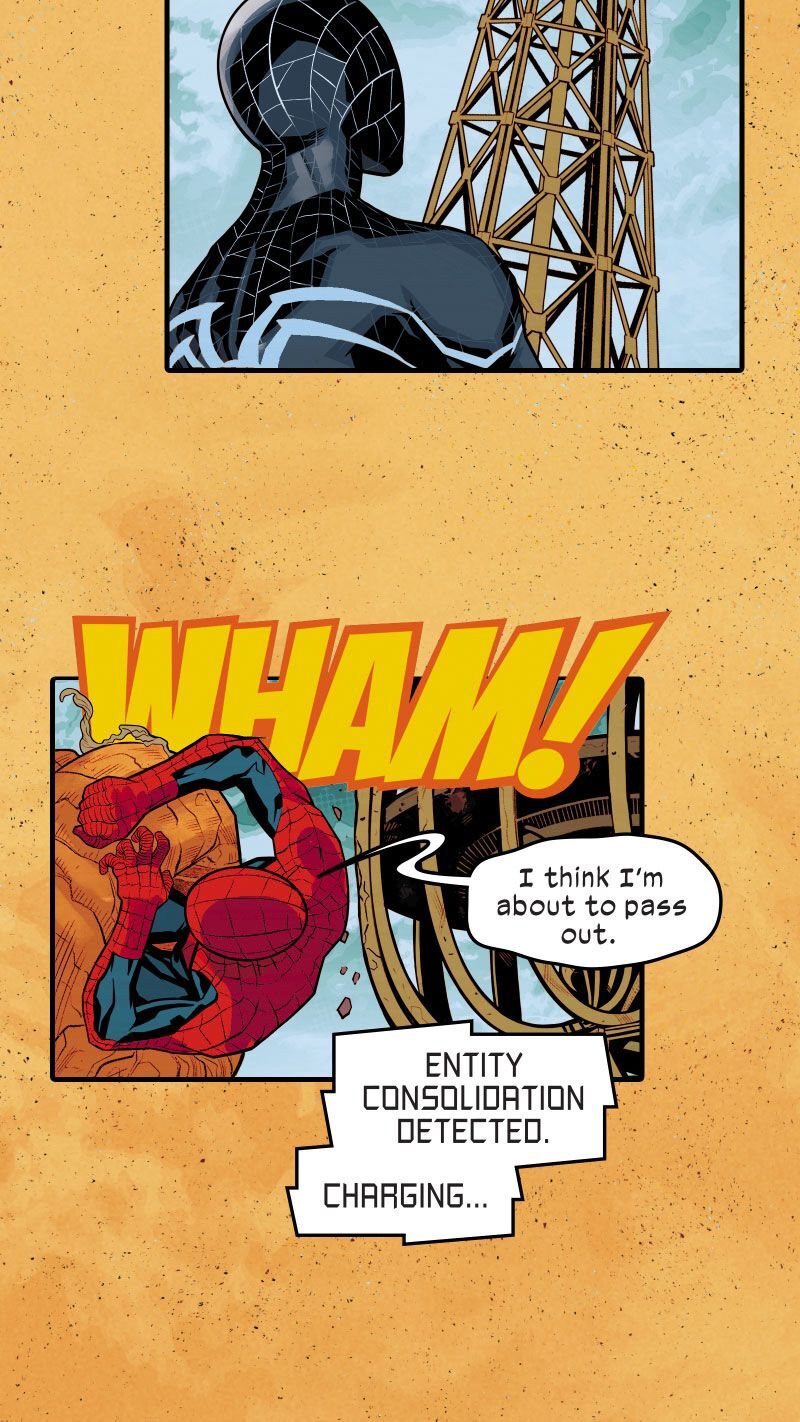 WHAM!
I think I'm
about to pass
out.
ENTITY
CONSOLIDATION
DETECTED.
CHARGING...